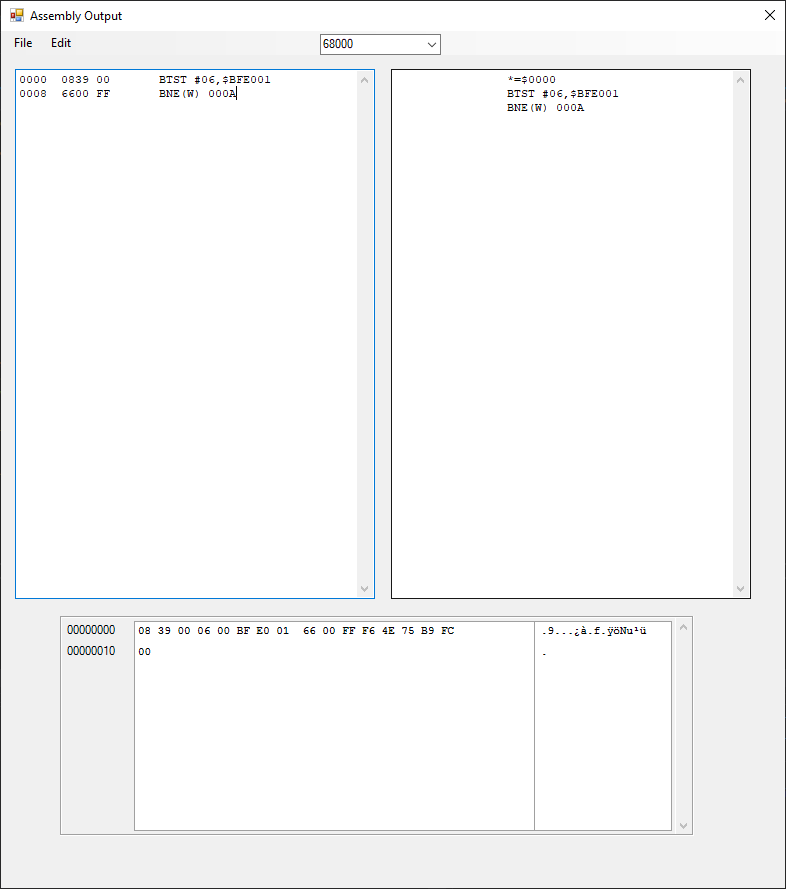 Assembly Output
File Edit 68000
0000 0839 00 BTST #06,$BFE001
0008 6600 FF BNE(W) 000A
*=$0000
BTST #06,$BFE001
BNE(W) 000A
00000000 08 39 00 06 00 BF E0 01 66 00 FF F6 4E 75 B9 FC .9...¿à.f.ÿöNu¹ü
00000010 00 .